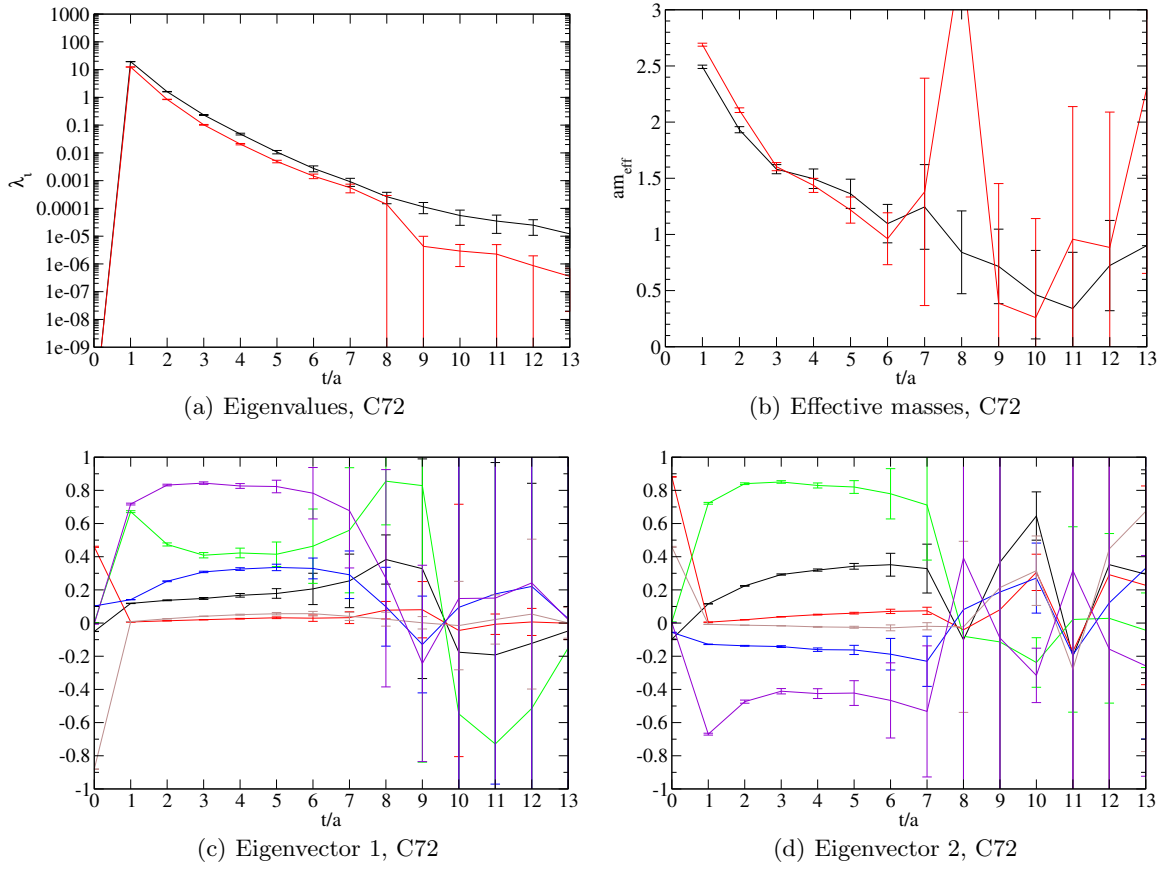 1000
100
10
1
0.1
0.01
0.001
0.0001
1e-05
1e-06
1e-07
1e-08
1e-09
λι
0 1 2 3 4 5 6 7 8 9 10 11 12 13
t/a
(a) Eigenvalues, C72
3
2.5
2
1.5
1
0.5
0
am_eff
0 1 2 3 4 5 6 7 8 9 10 11 12 13
t/a
(b) Effective masses, C72
1
0.8
0.6
0.4
0.2
0
-0.2
-0.4
-0.6
-0.8
-1
0 1 2 3 4 5 6 7 8 9 10 11 12 13
t/a
(c) Eigenvector 1, C72
1
0.8
0.6
0.4
0.2
0
-0.2
-0.4
-0.6
-0.8
-1
0 1 2 3 4 5 6 7 8 9 10 11 12 13
t/a
(d) Eigenvector 2, C72